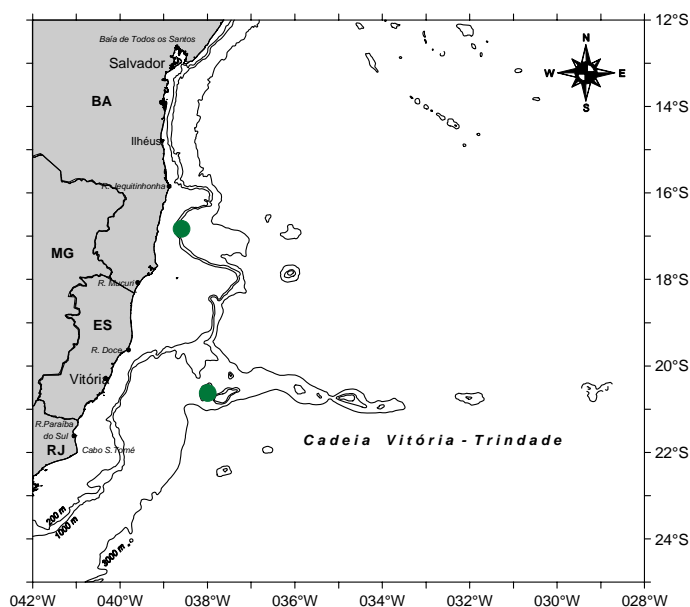 12°S
14°S
16°S
18°S
20°S
22°S
24°S
042°W
040°W
038°W
036°W
034°W
032°W
030°W
028°W
N
W
E
S
Baía de Todos os Santos
Salvador
BA
Ilhéus
R. Jequitinhonha
MG
R. Mucuri
ES
R. Doce
Vitória
R.Paraíba
do Sul
RJ
Cabo S.Tomé
Cadeia Vitória - Trindade
200 m
1000 m
3000 m